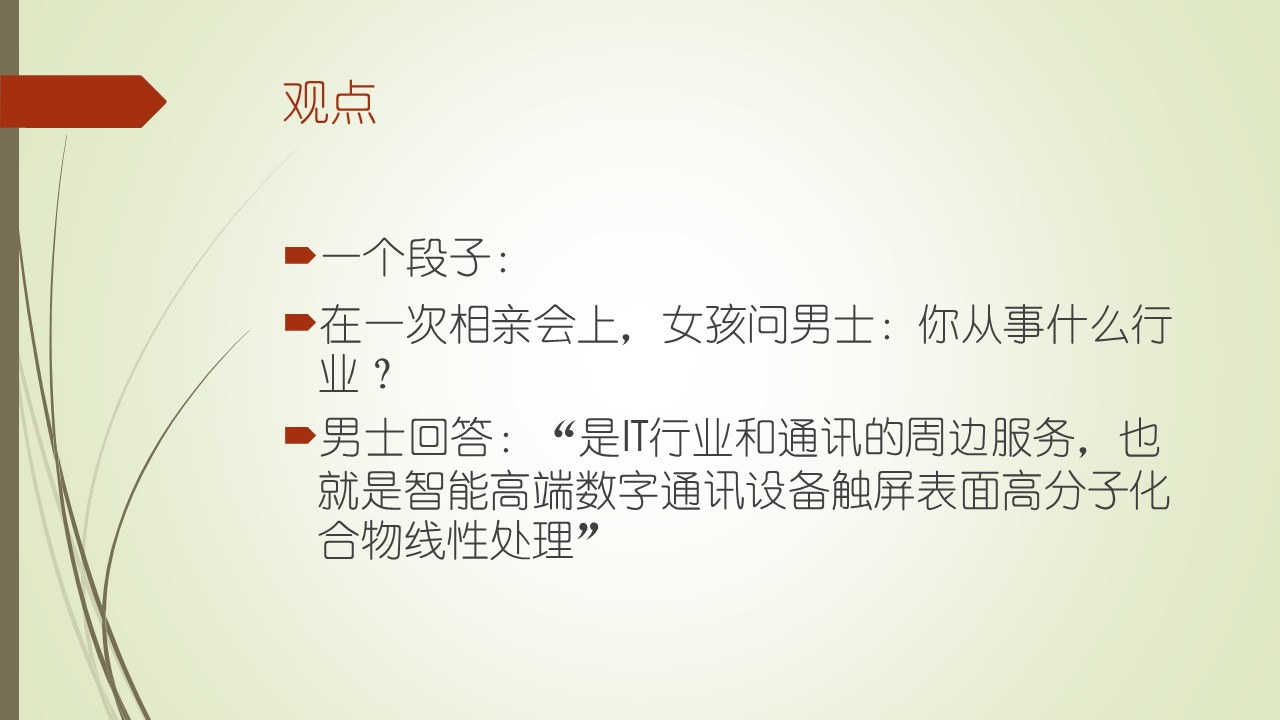 观点
一个段子：
在一次相亲会上，女孩问男士：你从事什么行
业？
男士回答：“是IT行业和通讯的周边服务，也
就是智能高端数字通讯设备触屏表面高分子化
合物线性处理”